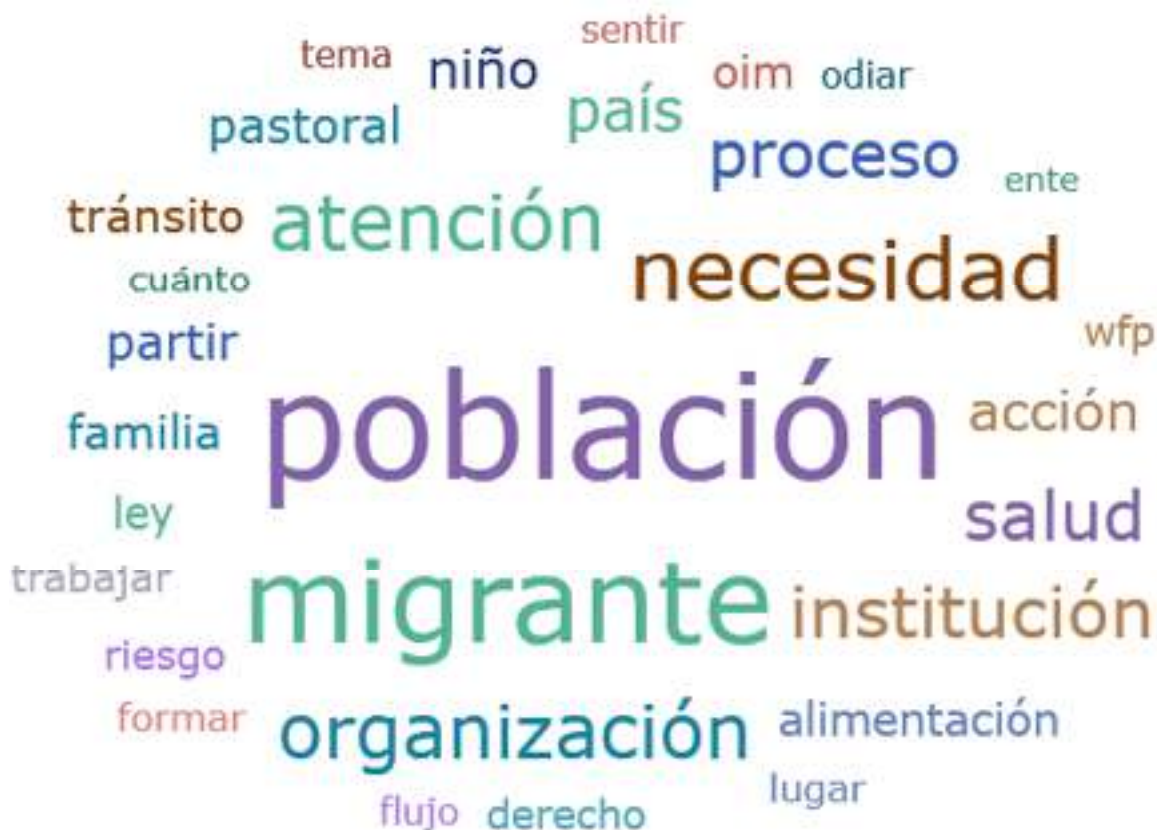 sentir
tema niño oim odiar
pastoral país proceso
ente
tránsito atención
necesidad
cuánto
partir wfp
población acción
familia
ley salud
trabajar migrante institución
riesgo
formar organización alimentación
lugar
flujo derecho